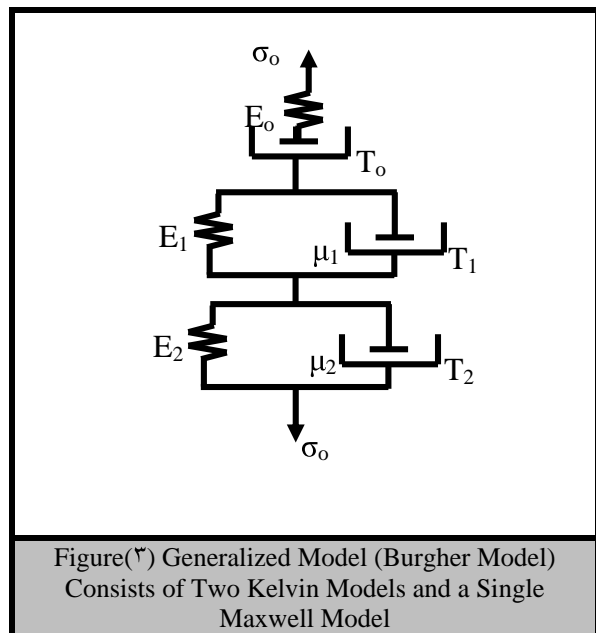 σₒ
Eₒ
Tₒ
E₁
μ₁
T₁
E₂
μ₂
T₂
σₒ
Figure(٣) Generalized Model (Burgher Model)
Consists of Two Kelvin Models and a Single
Maxwell Model